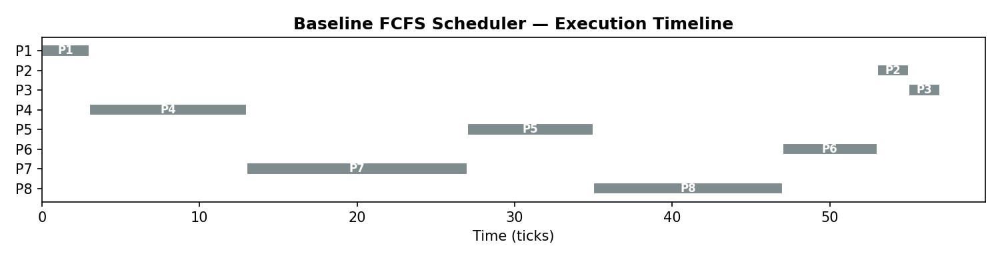 Baseline FCFS Scheduler — Execution Timeline
P1 P1
P2 P2
P3 P3
P4 P4
P5 P5
P6 P6
P7 P7
P8 P8
0 10 20 30 40 50
Time (ticks)